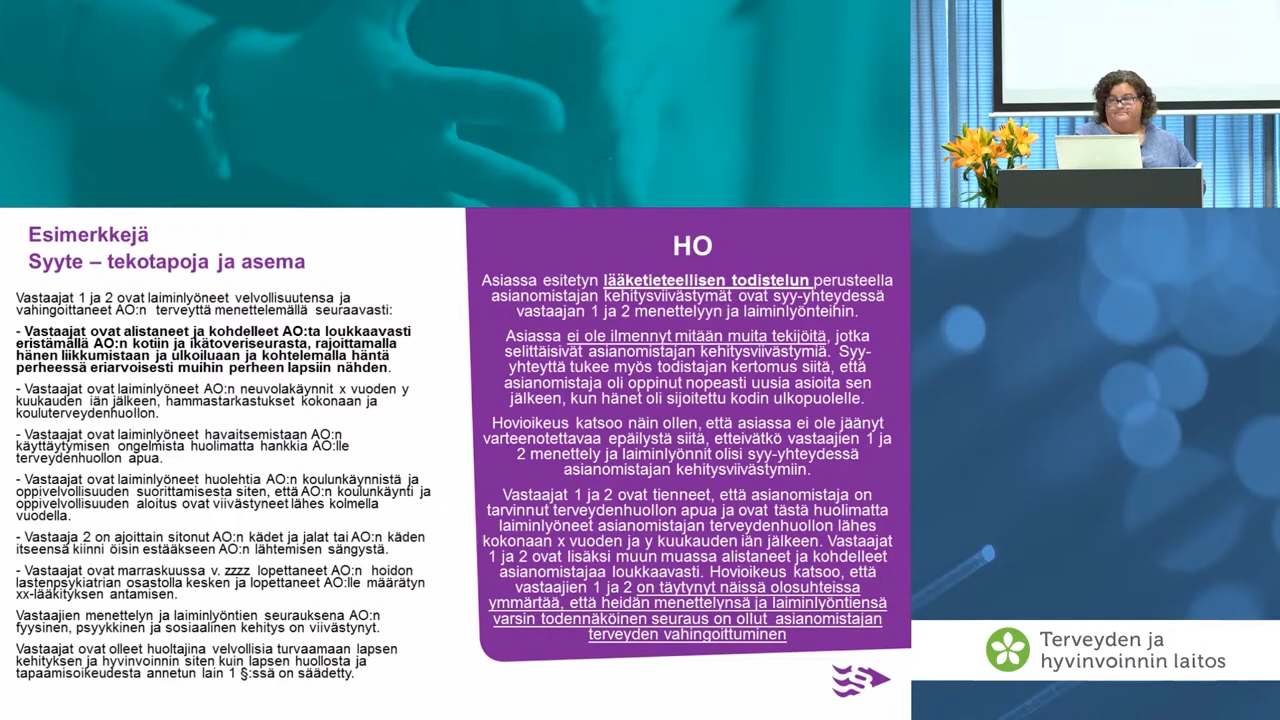 Esimerkkejä
Syyte – tekotapoja ja asema
Vastaajat 1 ja 2 ovat laiminlyöneet velvollisuutensa ja
vahingoittaneet AO:n terveyttä menettelemällä seuraavasti:
- Vastaajat ovat alistaneet ja kohdelleet AO:ta loukkaavasti
eristämällä AO:n kotiin ja ikätoveriseurasta, rajoittamalla
hänen liikkumistaan ja ulkoiluaan ja kohtelemalla häntä
perheessä eriarvoisesti muihin perheen lapsiin nähden.
- Vastaajat ovat laiminlyöneet AO:n neuvolakäynnit x vuoden y
kuukauden iän jälkeen, hammastarkastukset kokonaan ja
kouluterveydenhuollon.
- Vastaajat ovat laiminlyöneet havaitsemistaan AO:n
käyttäytymisen ongelmista huolimatta hankkia AO:lle
terveydenhuollon apua.
- Vastaajat ovat laiminlyöneet huolehtia AO:n koulunkäynnistä ja
oppivelvollisuuden suorittamisesta siten, että AO:n koulunkäynti ja
oppivelvollisuuden aloitus ovat viivästyneet lähes kolmella
vuodella.
- Vastaaja 2 on ajoittain sitonut AO:n kädet ja jalat tai AO:n käden
itseensä kiinni öisin estääkseen AO:n lähtemisen sängystä.
- Vastaajat ovat marraskuussa v. zzzz lopettaneet AO:n hoidon
lastenpsykiatrian osastolla kesken ja lopettaneet AO:lle määrätyn
xx-lääkityksen antamisen.
Vastaajien menettelyn ja laiminlyöntien seurauksena AO:n
fyysinen, psyykkinen ja sosiaalinen kehitys on viivästynyt.
Vastaajat ovat olleet huoltajina velvollisia turvaamaan lapsen
kehityksen ja hyvinvoinnin siten kuin lapsen huollosta ja
tapaamisoikeudesta annetun lain 1 §:ssä on säädetty.
HO
Asiassa esitetyn lääketieteellisen todistelun perusteella
asianomistajan kehitysviivästymät ovat syy-yhteydessä
vastaajan 1 ja 2 menettelyyn ja laiminlyönteihin.
Asiassa ei ole ilmennyt mitään muita tekijöitä, jotka
selittäisivät asianomistajan kehitysviivästymiä. Syy-
yhteyttä tukee myös todistajan kertomus siitä, että
asianomistaja oli oppinut nopeasti uusia asioita sen
jälkeen, kun hänet oli sijoitettu kodin ulkopuolelle.
Hovioikeus katsoo näin ollen, että asiassa ei ole jäänyt
varteenotettavaa epäilystä siitä, etteivätkö vastaajien 1 ja
2 menettely ja laiminlyönnit olisi syy-yhteydessä
asianomistajan kehitysviivästymiin.
Vastaajat 1 ja 2 ovat tienneet, että asianomistaja on
tarvinnut terveydenhuollon apua ja ovat tästä huolimatta
laiminlyöneet asianomistajan terveydenhuollon lähes
kokonaan x vuoden ja y kuukauden iän jälkeen. Vastaajat
1 ja 2 ovat lisäksi muun muassa alistaneet ja kohdelleet
asianomistajaa loukkaavasti. Hovioikeus katsoo, että
vastaajien 1 ja 2 on täytynyt näissä olosuhteissa
ymmärtää, että heidän menettelynsä ja laiminlyöntiensä
varsin todennäköinen seuraus on ollut asianomistajan
terveyden vahingoittuminen
Terveyden ja
hyvinvoinnin laitos